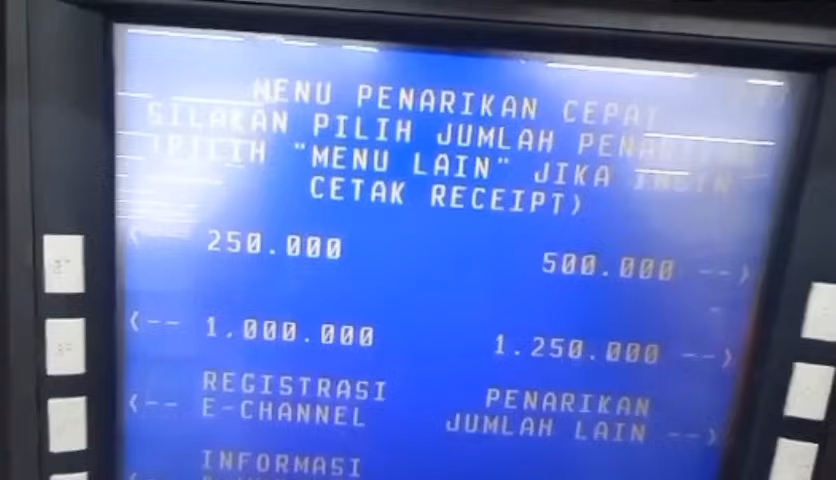 MENU PENARIKAN CEPAT
SILAKAN PILIH JUMLAH PENARIKAN
(PILIH "MENU LAIN" JIKA INGIN
CETAK RECEIPT)
<-- 250.000
500.000 -->
<-- 1.000.000
1.250.000 -->
REGISTRASI
<-- E-CHANNEL
PENARIKAN
JUMLAH LAIN -->
INFORMASI